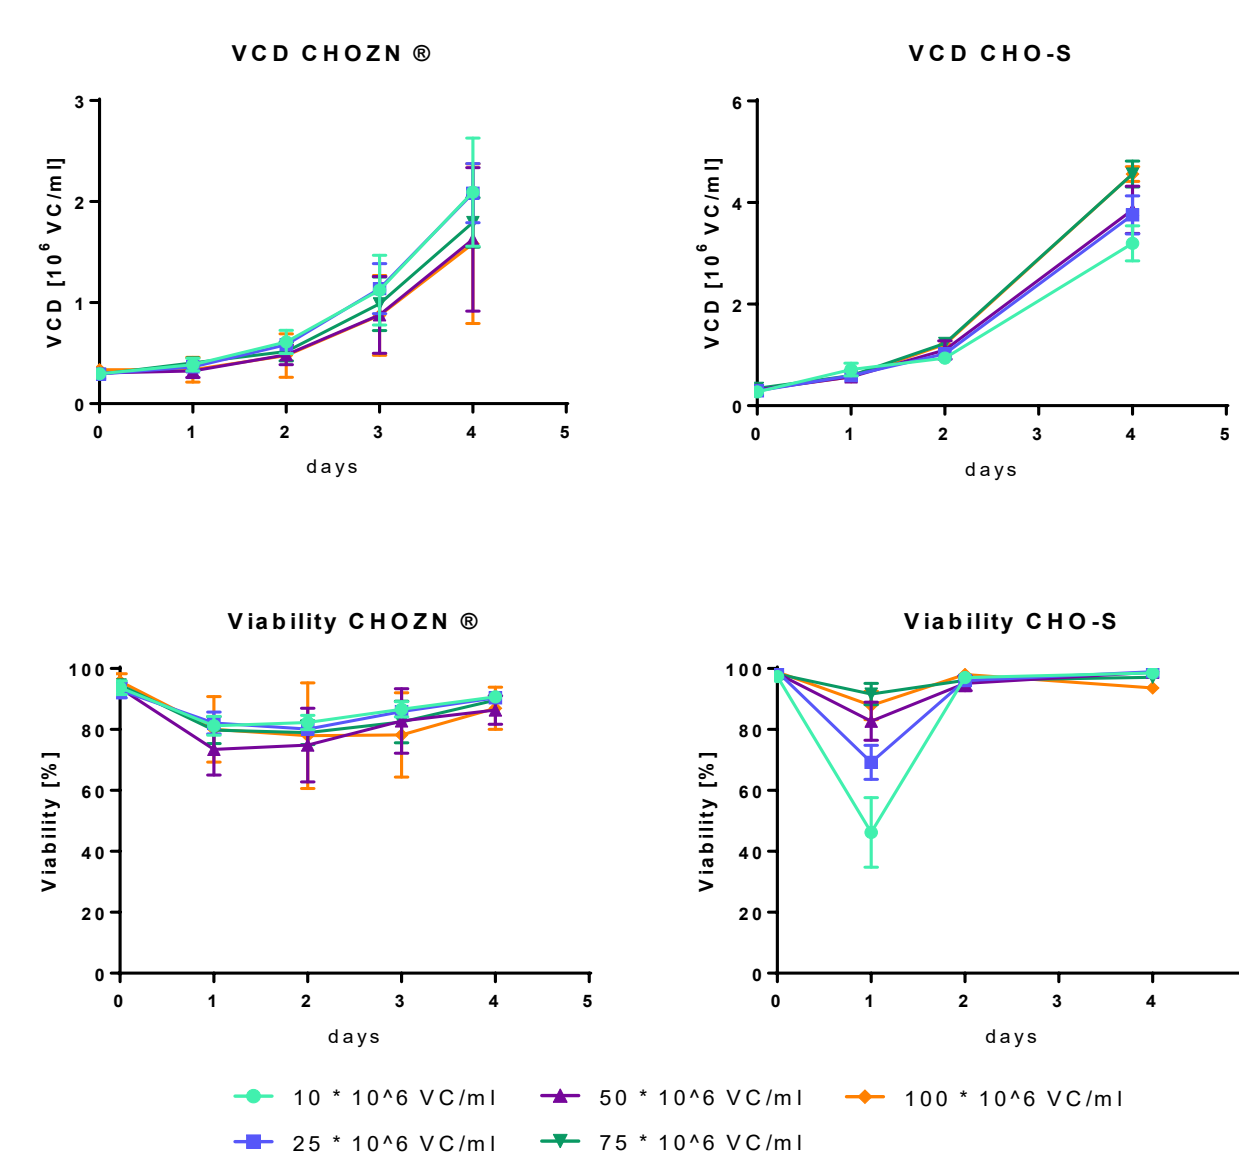 VCD CHOZN ®
VCD [10^6 VC/ml]
3
2
1
0
0 1 2 3 4 5
days
VCD CHO-S
VCD [10^6 VC/ml]
6
4
2
0
0 1 2 3 4 5
days
Viability CHOZN ®
Viability [%]
100
80
60
40
20
0
0 1 2 3 4 5
days
Viability CHO-S
Viability [%]
100
80
60
40
20
0
0 1 2 3 4
days
10 * 10^6 VC/ml 50 * 10^6 VC/ml 100 * 10^6 VC/ml
25 * 10^6 VC/ml 75 * 10^6 VC/ml